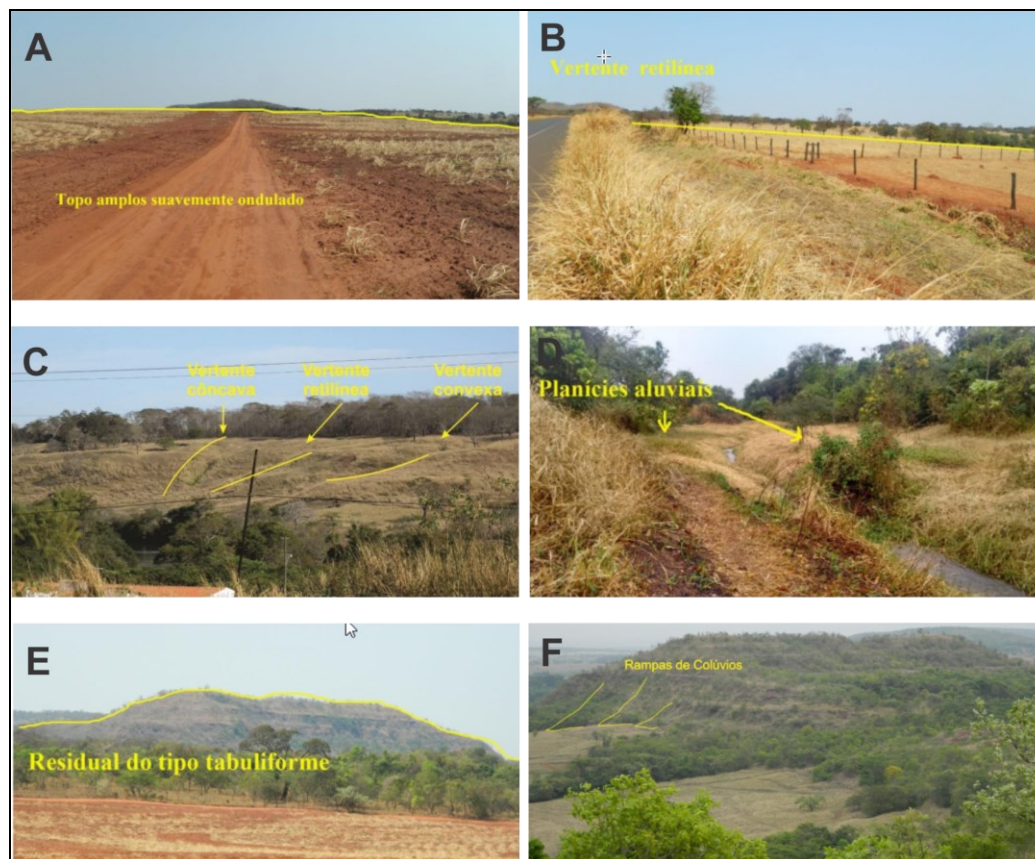 A
Topo amplos suavemente ondulado
B
Vertente retilínea
C
Vertente
côncava
Vertente
retilínea
Vertente
convexa
D
Planícies aluviais
E
Residual do tipo tabuliforme
F
Rampas de Colúvios